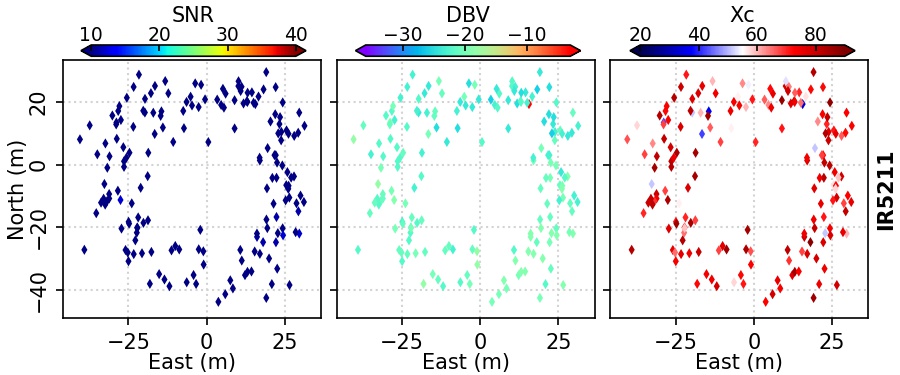 SNR DBV Xc
10 20 30 40 −30 −20 −10 20 40 60 80
20
0
−20
−40
North (m)
−25 0 25 −25 0 25 −25 0 25
East (m) East (m) East (m)
IR5211